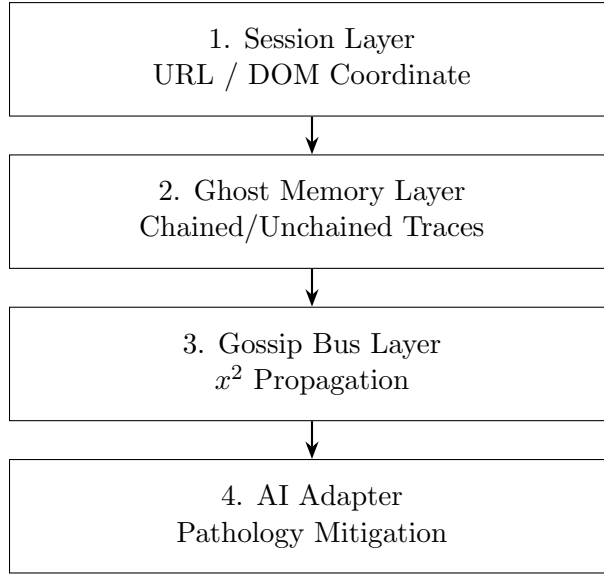 1. Session Layer
URL / DOM Coordinate
2. Ghost Memory Layer
Chained/Unchained Traces
3. Gossip Bus Layer
x² Propagation
4. AI Adapter
Pathology Mitigation